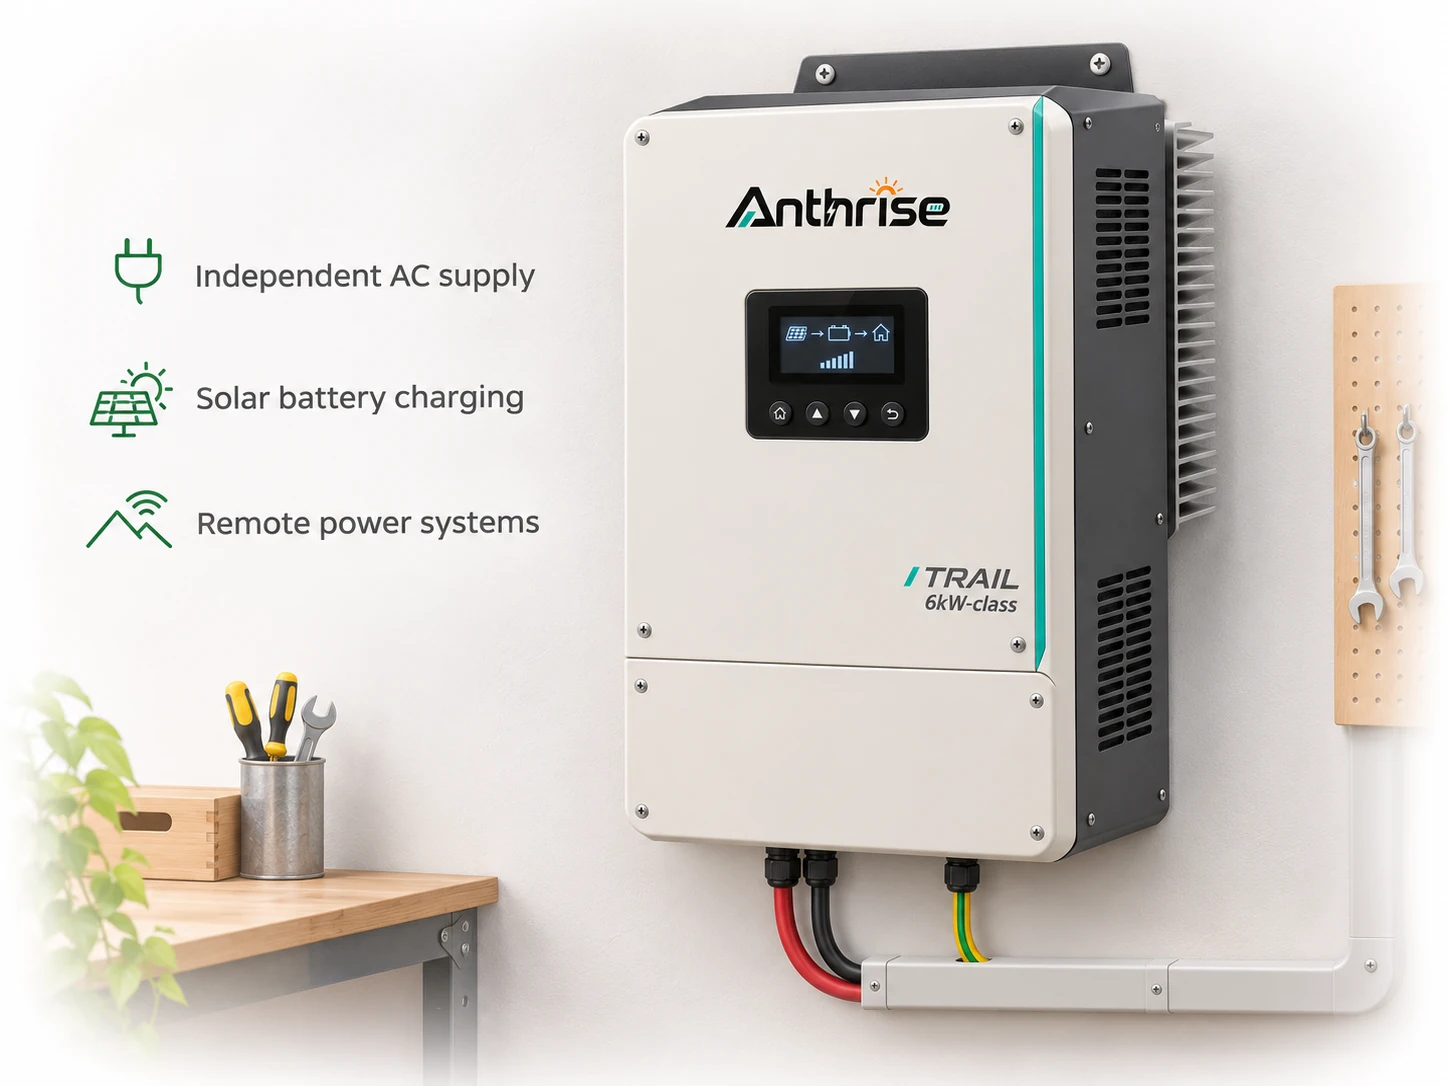 Anthrise
Independent AC supply
Solar battery charging
Remote power systems
TRAIL
6kW-class